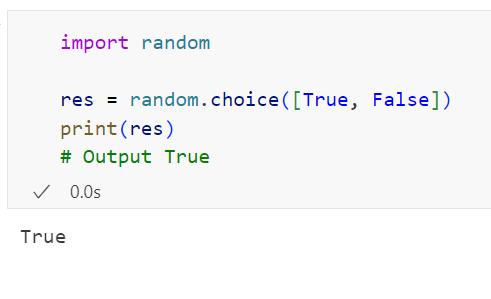 import random
res = random.choice([True, False])
print(res)
# Output True
0.0s
True